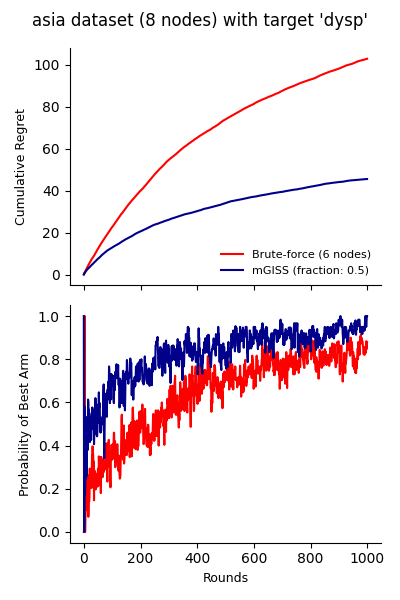 asia dataset (8 nodes) with target 'dysp'
100
80
60
40
20
0
Cumulative Regret
Brute-force (6 nodes)
mGISS (fraction: 0.5)
1.0
0.8
0.6
0.4
0.2
0.0
Probability of Best Arm
0 200 400 600 800 1000
Rounds